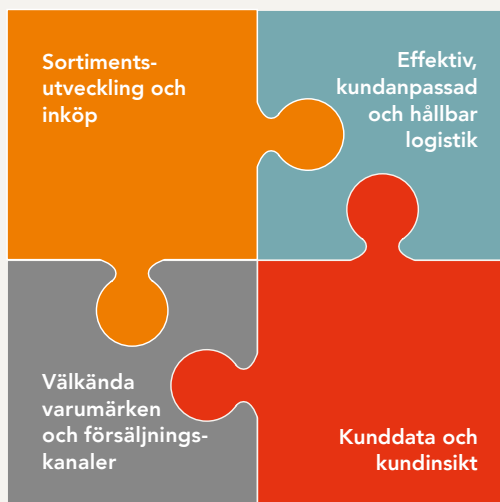 Sortiments-
utveckling och
inköp
Effektiv,
kundanpassad
och hållbar
logistik
Välkända
varumärken
och försäljnings-
kanaler
Kunddata och
kundinsikt